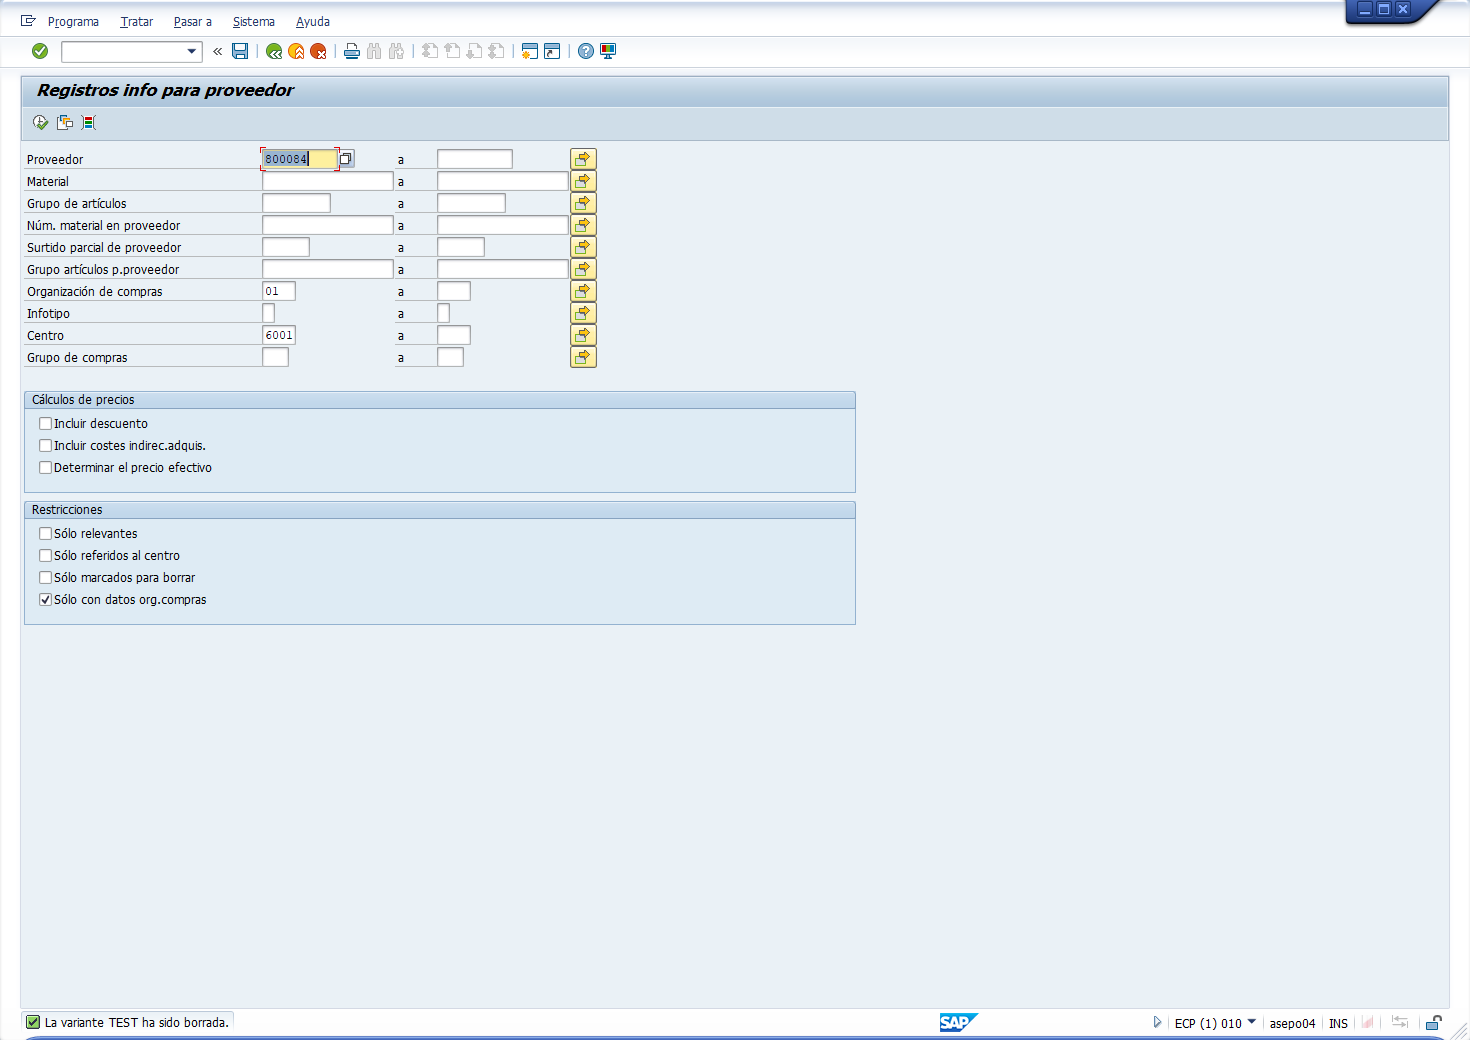 Programa Tratar Pasar a Sistema Ayuda
Registros info para proveedor
Proveedor 800084 a
Material a
Grupo de artículos a
Núm. material en proveedor a
Surtido parcial de proveedor a
Grupo artículos p.proveedor a
Organización de compras 01 a
Infotipo a
Centro 6001 a
Grupo de compras a
Cálculos de precios
Incluir descuento
Incluir costes indirec.adquis.
Determinar el precio efectivo
Restricciones
Sólo relevantes
Sólo referidos al centro
Sólo marcados para borrar
Sólo con datos org.compras
La variante TEST ha sido borrada. SAP ECP (1) 010 asepo04 INS